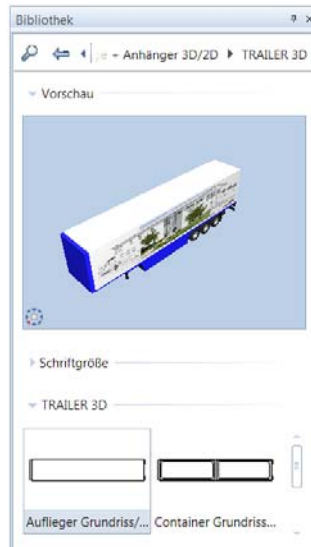 Bibliothek
Anhänger 3D/2D TRAILER 3D
Vorschau
Schriftgröße
TRAILER 3D
Auflieger Grundriss/... Container Grundriss...